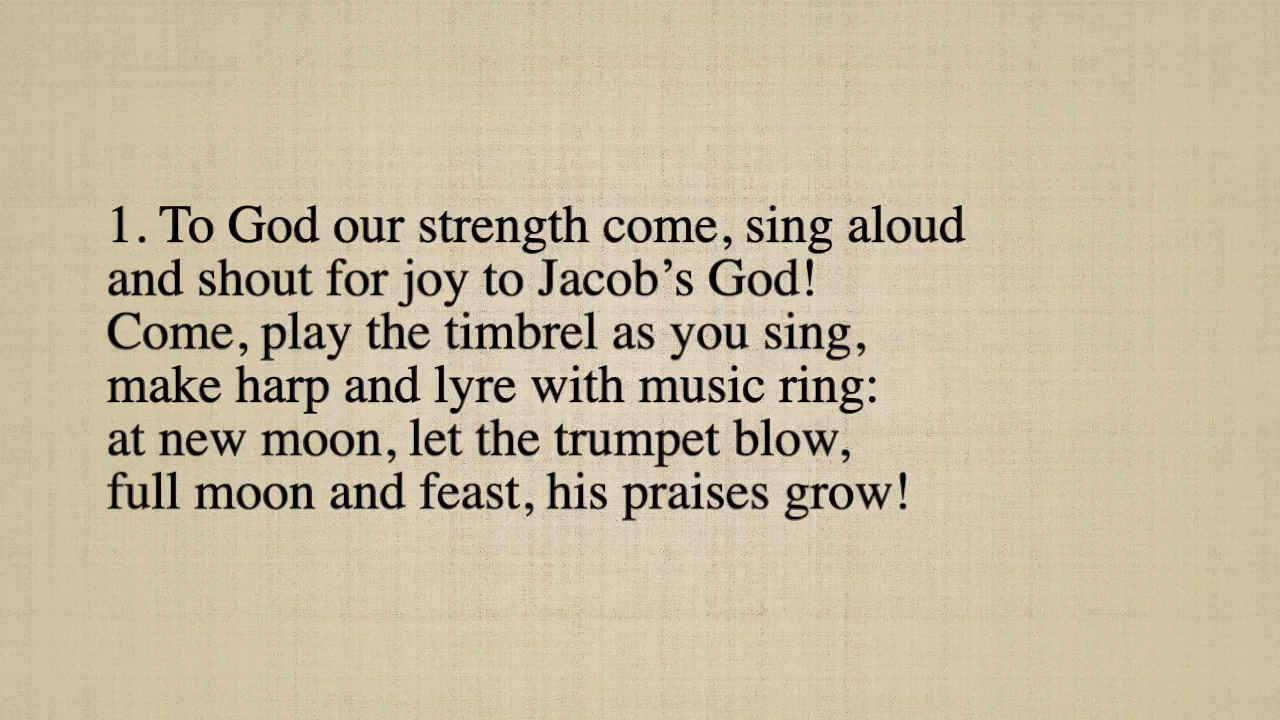 1. To God our strength come, sing aloud
and shout for joy to Jacob’s God!
Come, play the timbrel as you sing,
make harp and lyre with music ring:
at new moon, let the trumpet blow,
full moon and feast, his praises grow!